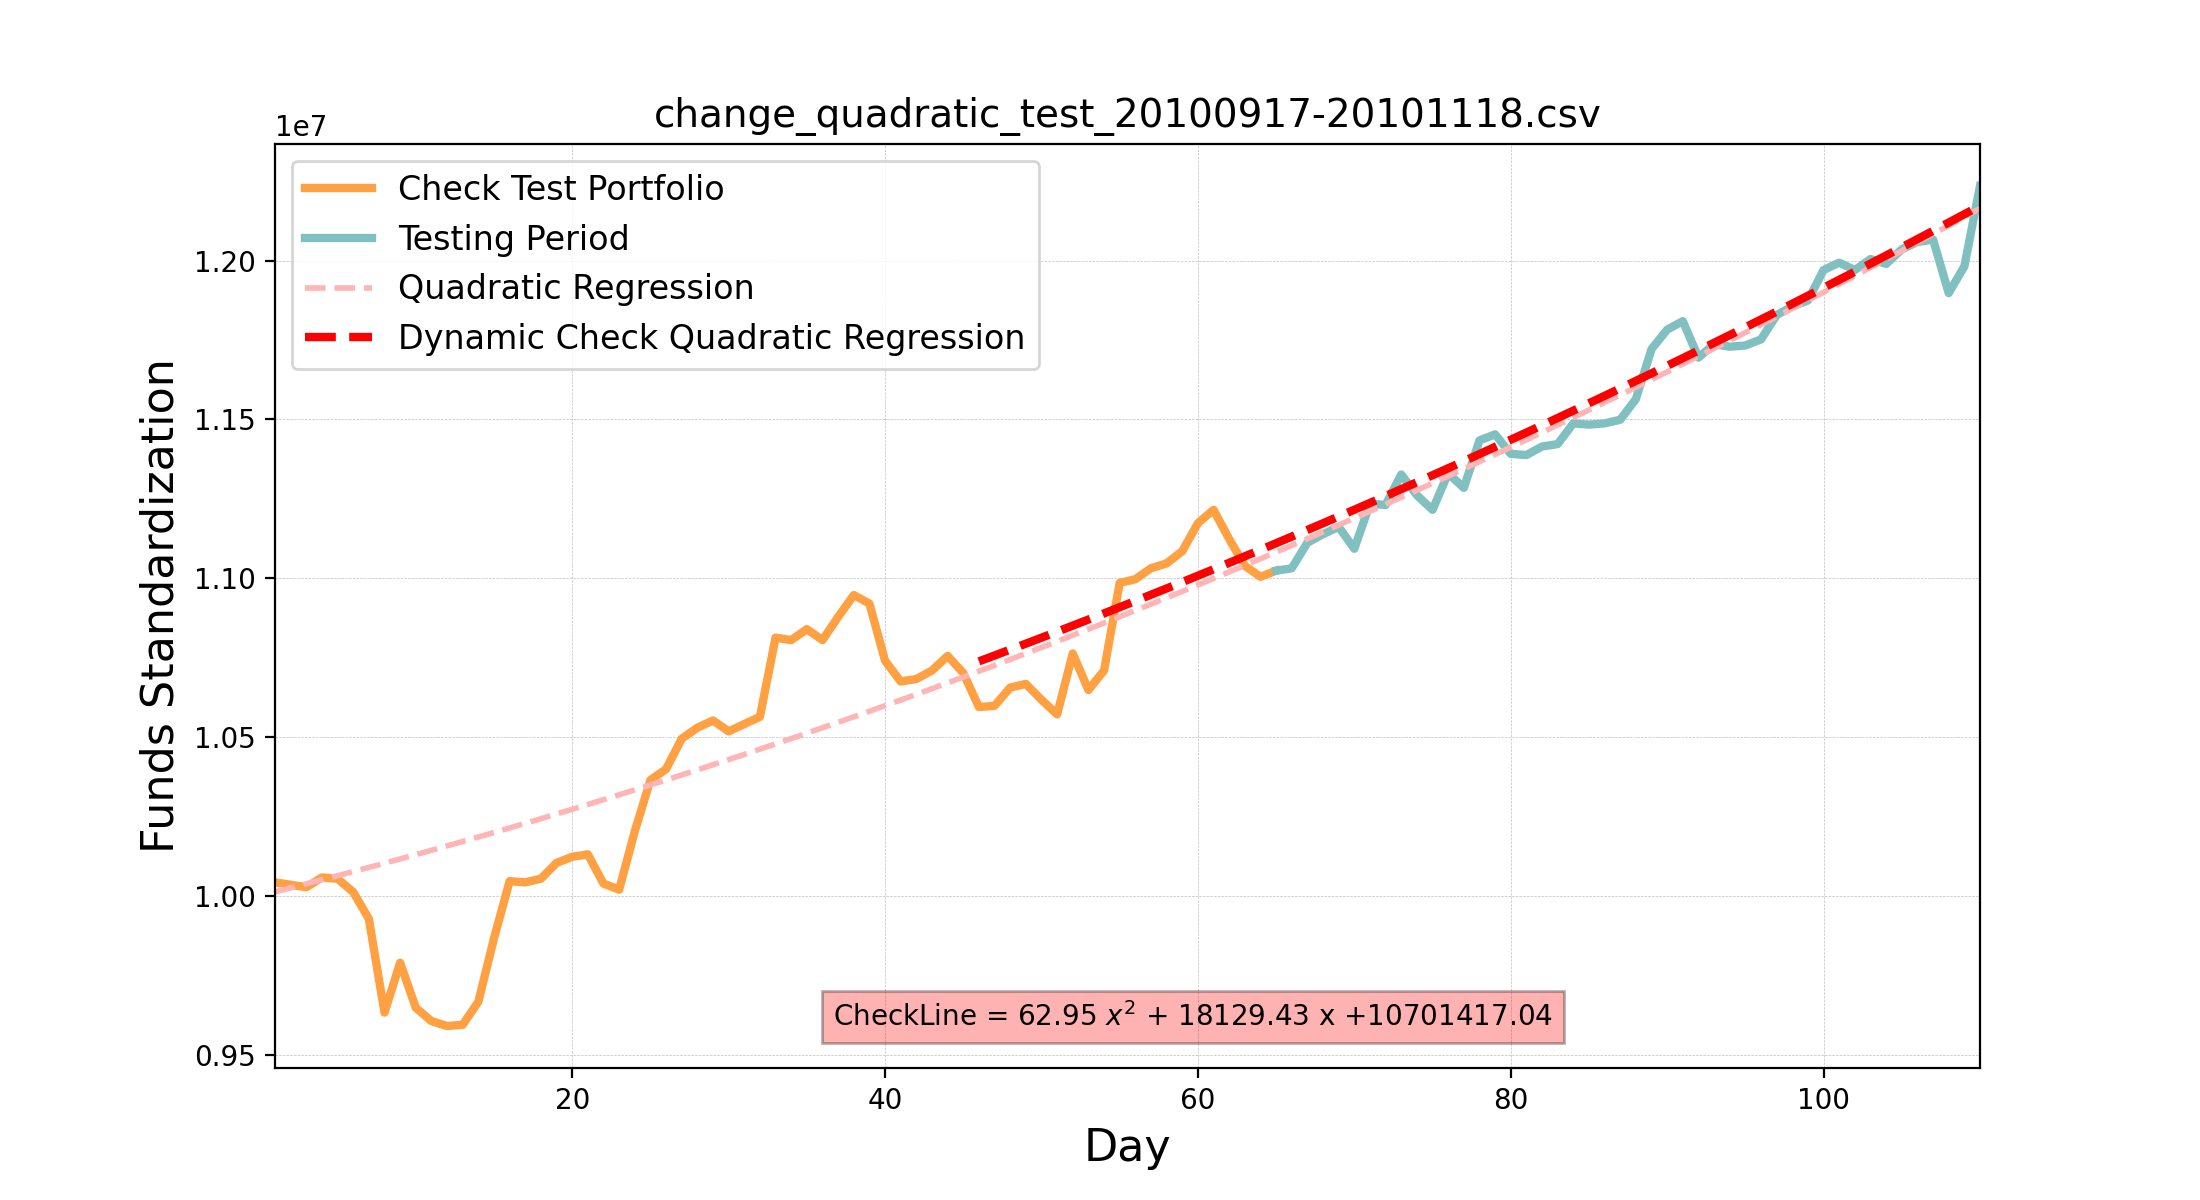 change_quadratic_test_20100917-20101118.csv
1e7
Check Test Portfolio
Testing Period
Quadratic Regression
Dynamic Check Quadratic Regression
Funds Standardization
1.20
1.15
1.10
1.05
1.00
0.95
CheckLine = 62.95 x² + 18129.43 x +10701417.04
20 40 60 80 100
Day